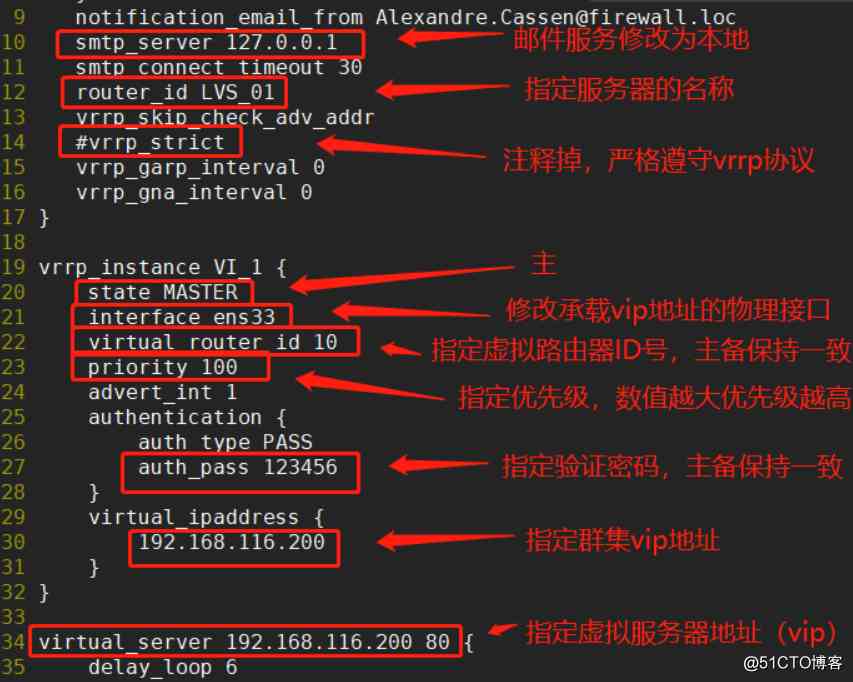 9 notification_email_from Alexandre.Cassen@firewall.loc
10 smtp_server 127.0.0.1 邮件服务修改为本地
11 smtp_connect_timeout 30
12 router_id LVS_01 指定服务器的名称
13 vrrp_skip_check_adv_addr
14 #vrrp_strict 注释掉，严格遵守vrrp协议
15 vrrp_garp_interval 0
16 vrrp_gna_interval 0
17 }
18
19 vrrp_instance VI_1 { 主
20 state MASTER
21 interface ens33 修改承载vip地址的物理接口
22 virtual_router_id 10 指定虚拟路由器ID号，主备保持一致
23 priority 100 指定优先级，数值越大优先级越高
24 advert_int 1
25 authentication {
26 auth_type PASS
27 auth_pass 123456 指定验证密码，主备保持一致
28 }
29 virtual_ipaddress {
30 192.168.116.200 指定群集vip地址
31 }
32 }
33
34 virtual_server 192.168.116.200 80 { 指定虚拟服务器地址（vip）
35 delay_loop 6
@51CTO博客